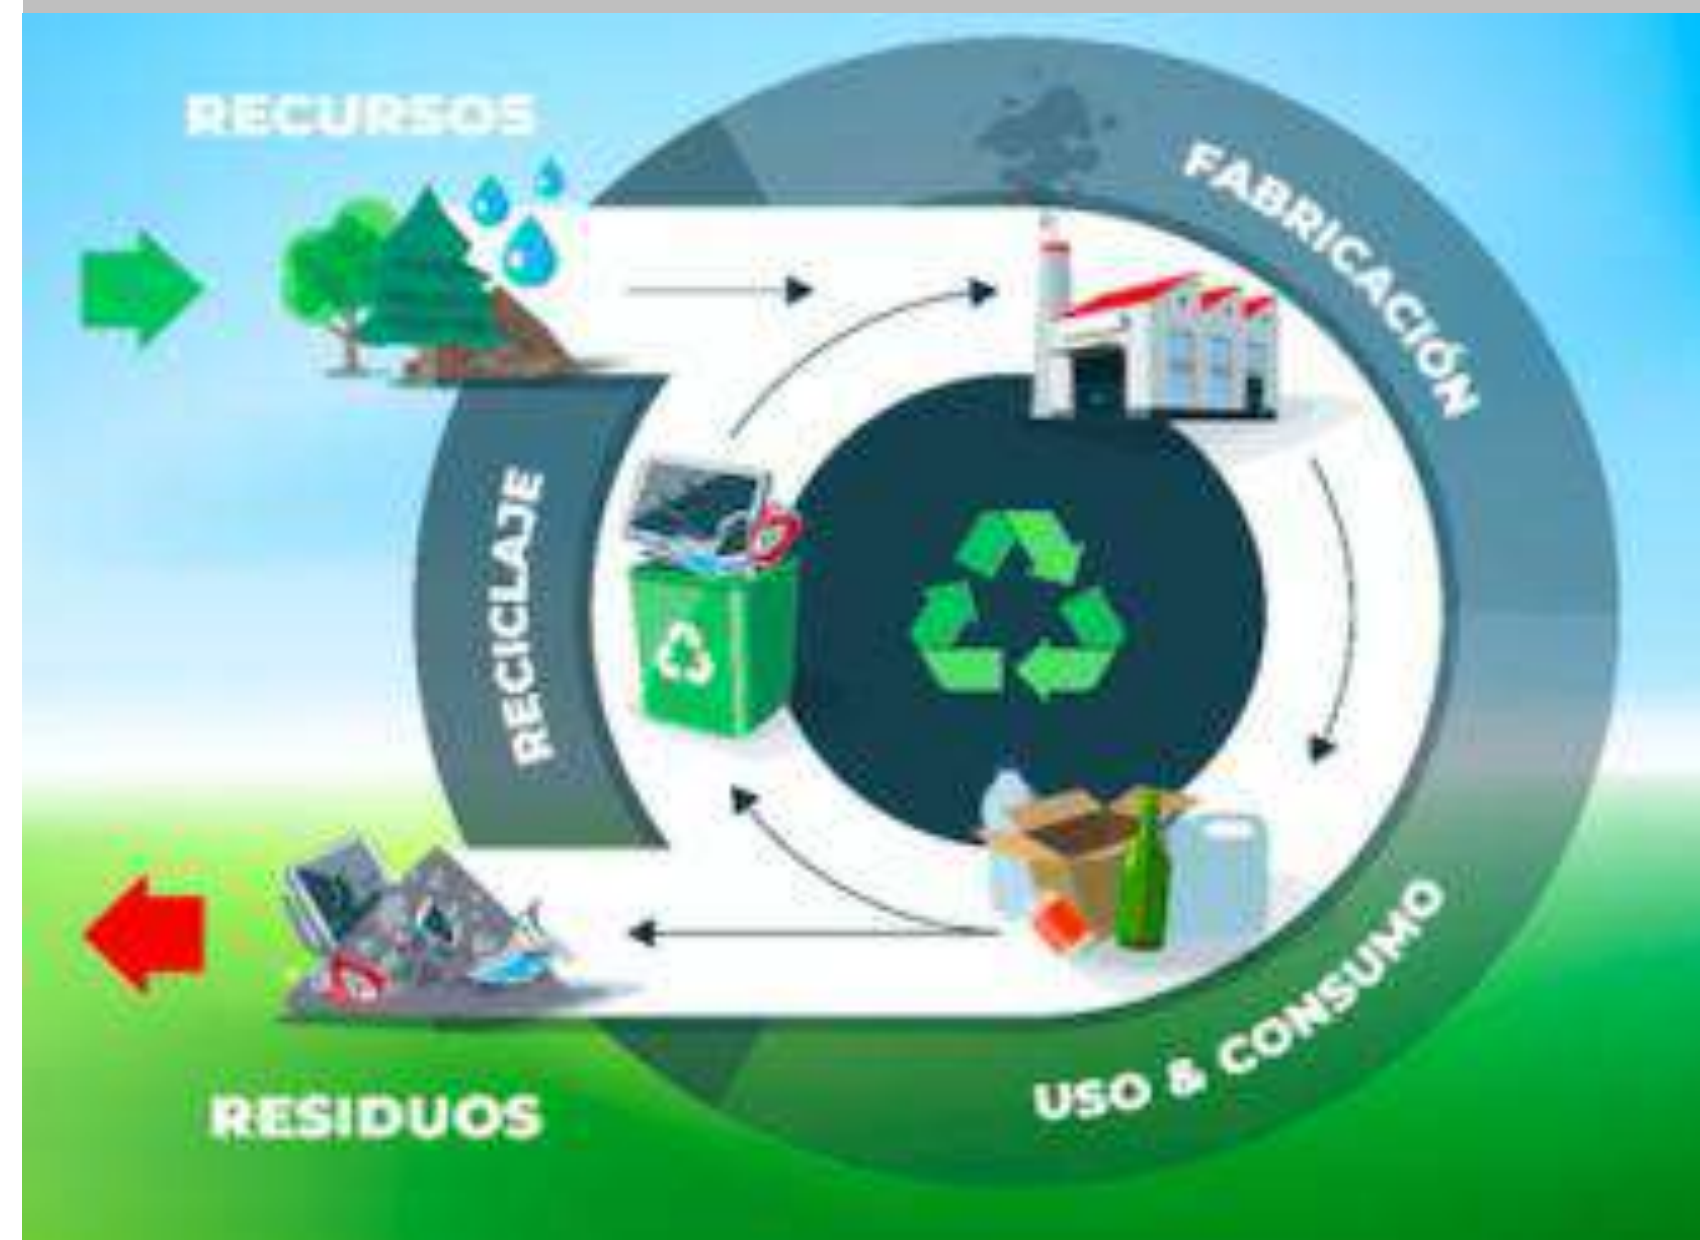 RECURSOS
FABRICACIÓN
RECICLAJE
USO & CONSUMO
RESIDUOS